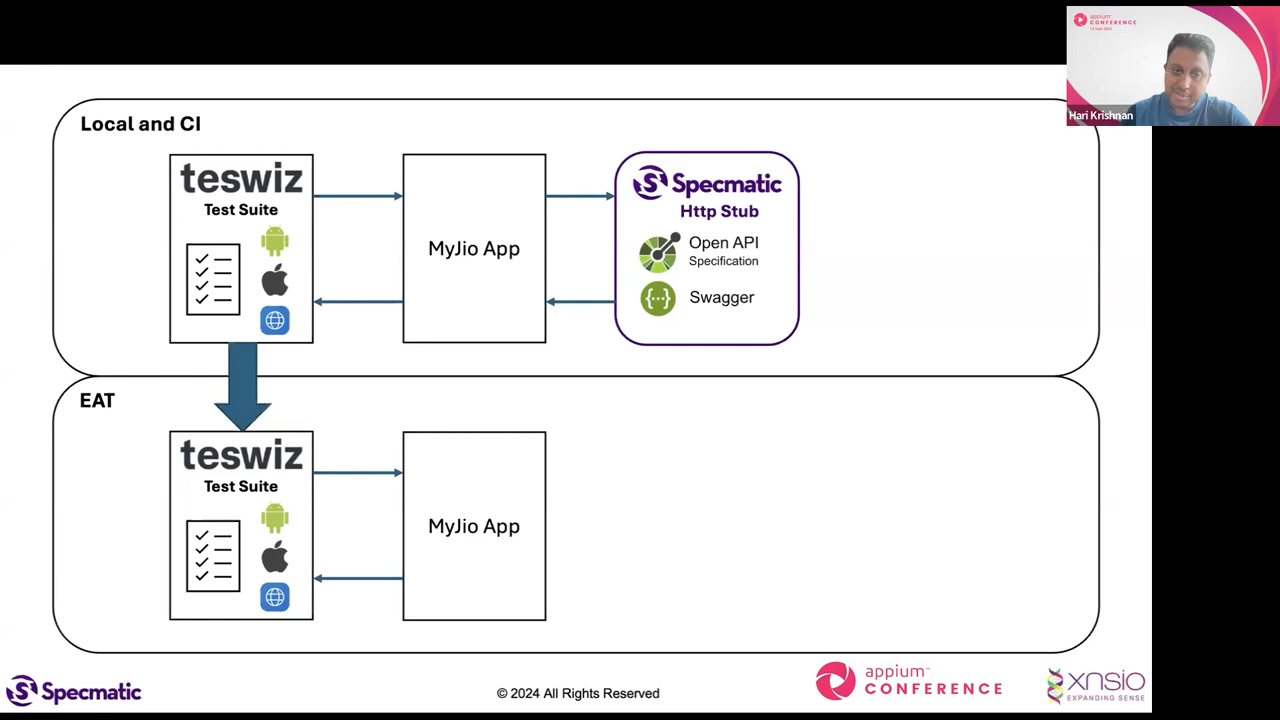 appium
CONFERENCE
Hari Krishnan
Local and CI
teswiz
Test Suite
MyJio App
Specmatic
Http Stub
Open API
Specification
Swagger
EAT
teswiz
Test Suite
MyJio App
Specmatic
© 2024 All Rights Reserved
appium™
CONFERENCE
xnsio
EXPANDING SENSE